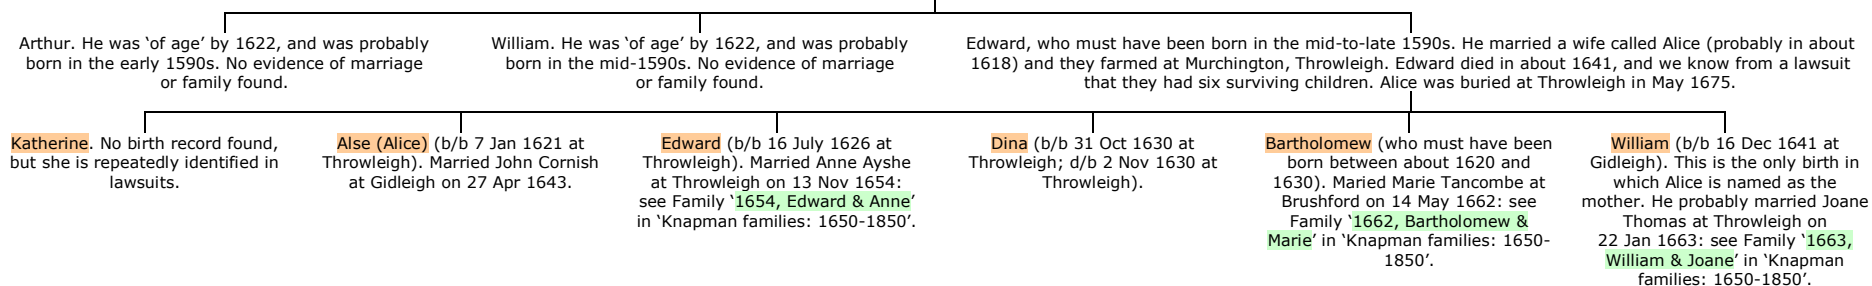 Arthur. He was ‘of age’ by 1622, and was probably
born in the early 1590s. No evidence of marriage
or family found.
William. He was ‘of age’ by 1622, and was probably
born in the mid-1590s. No evidence of marriage
or family found.
Edward, who must have been born in the mid-to-late 1590s. He married a wife called Alice (probably in about
1618) and they farmed at Murchington, Throwleigh. Edward died in about 1641, and we know from a lawsuit
that they had six surviving children. Alice was buried at Throwleigh in May 1675.
Katherine. No birth record found,
but she is repeatedly identified in
lawsuits.
Alse (Alice) (b/b 7 Jan 1621 at
Throwleigh). Married John Cornish
at Gidleigh on 27 Apr 1643.
Edward (b/b 16 July 1626 at
Throwleigh). Married Anne Ayshe
at Throwleigh on 13 Nov 1654:
see Family ‘1654, Edward & Anne’
in ‘Knapman families: 1650-1850’.
Dina (b/b 31 Oct 1630 at
Throwleigh; d/b 2 Nov 1630 at
Throwleigh).
Bartholomew (who must have been
born between about 1620 and
1630). Maried Marie Tancombe at
Brushford on 14 May 1662: see
Family ‘1662, Bartholomew &
Marie’ in ‘Knapman families: 1650-
1850’.
William (b/b 16 Dec 1641 at
Gidleigh). This is the only birth in
which Alice is named as the
mother. He probably married Joane
Thomas at Throwleigh on
22 Jan 1663: see Family ‘1663,
William & Joane’ in ‘Knapman
families: 1650-1850’.